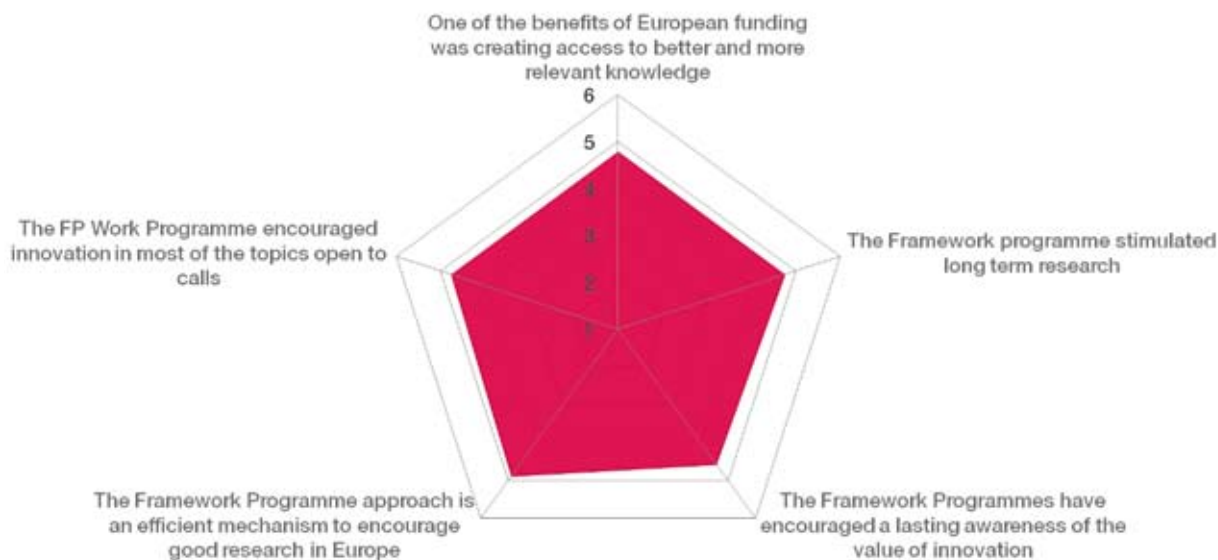 One of the benefits of European funding
was creating access to better and more
relevant knowledge
6
5
4
3
2
1
The FP Work Programme encouraged
innovation in most of the topics open to
calls
The Framework programme stimulated
long term research
The Framework Programme approach is
an efficient mechanism to encourage
good research in Europe
The Framework Programmes have
encouraged a lasting awareness of the
value of innovation